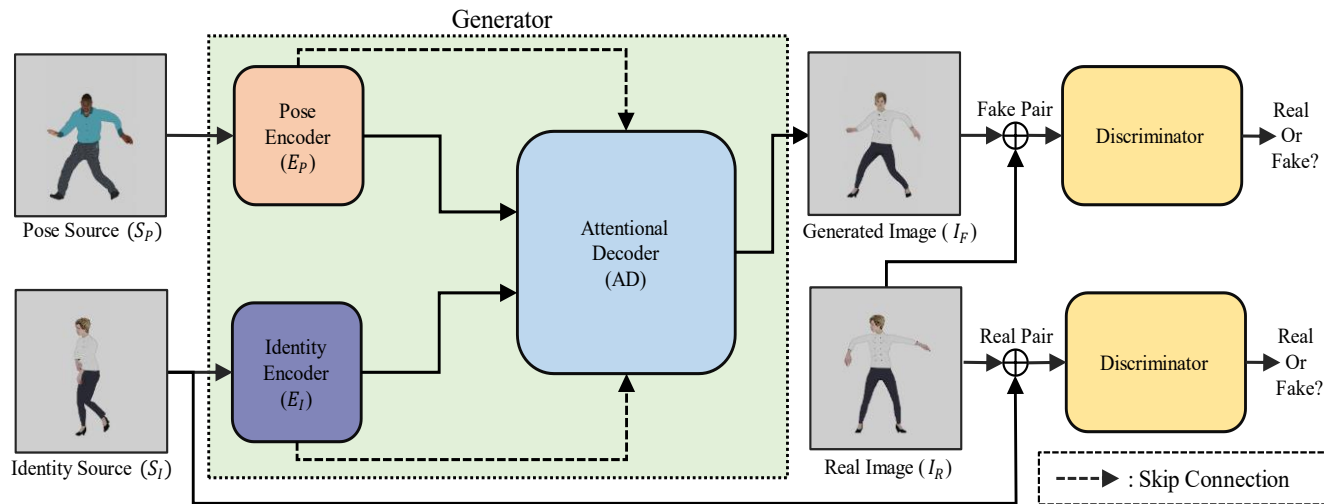 Generator
Pose
Encoder
(E_P)
Pose Source (S_P)
Identity
Encoder
(E_I)
Identity Source (S_I)
Attentional
Decoder
(AD)
Generated Image (I_F)
Fake Pair
Discriminator
Real
Or
Fake?
Real Image (I_R)
Real Pair
Discriminator
Real
Or
Fake?
: Skip Connection